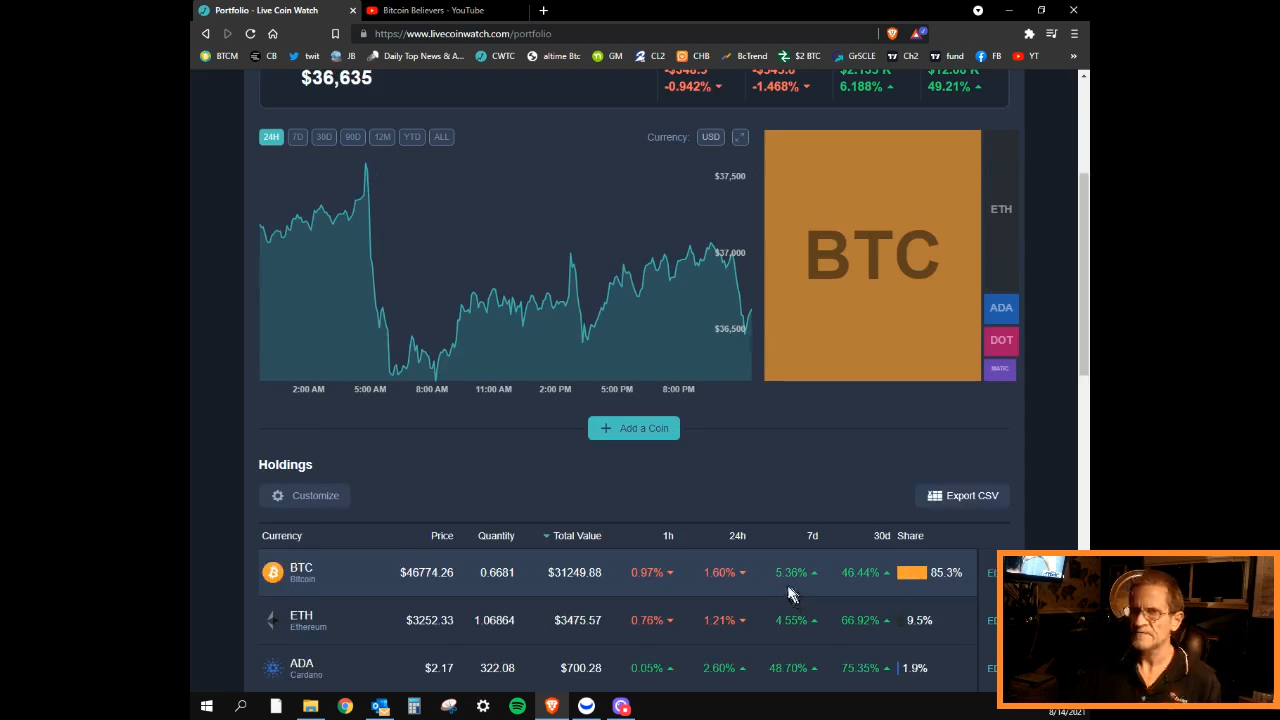 Portfolio - Live Coin Watch
Bitcoin Believers - YouTube
https://www.livecoinwatch.com/portfolio
BTCM CB twit JB Daily Top News & A... CWTC altime Btc GM CL2 CHB BcTrend $2 BTC GrSCLE Ch2 fund FB YT
$36,635
-0.942% -1.468% 6.188% 49.21%
24H 7D 30D 90D 12M YTD ALL Currency: USD
$37,500
$37,000
$36,500
2:00 AM 5:00 AM 8:00 AM 11:00 AM 2:00 PM 5:00 PM 8:00 PM
BTC
ETH
ADA
DOT
MATIC
+ Add a Coin
Holdings
Customize
Export CSV
Currency Price Quantity Total Value 1h 24h 7d 30d Share
BTC $46774.26 0.6681 $31249.88 0.97% 1.60% 5.36% 46.44% 85.3%
Bitcoin
ETH $3252.33 1.06864 $3475.57 0.76% 1.21% 4.55% 66.92% 9.5%
Ethereum
ADA $2.17 322.08 $700.28 0.05% 2.60% 48.70% 75.35% 1.9%
Cardano
8/14/2021